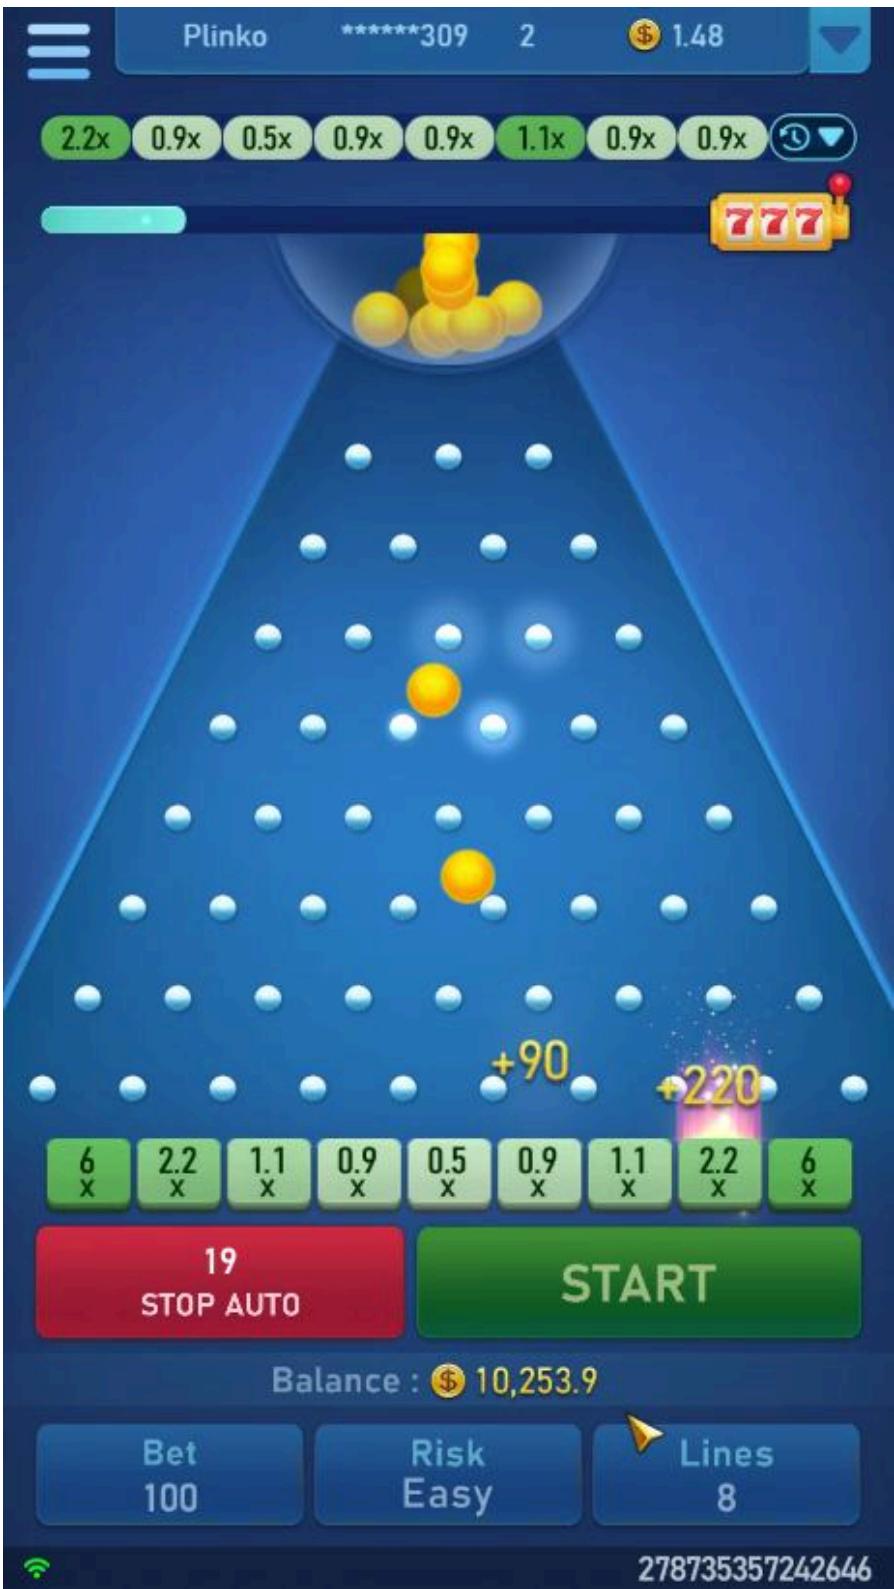 Plinko ******309 2 $ 1.48
2.2x 0.9x 0.5x 0.9x 0.9x 1.1x 0.9x 0.9x
777
+90
+220
6 2.2 1.1 0.9 0.5 0.9 1.1 2.2 6
x x x x x x x x x
19
STOP AUTO
START
Balance : $ 10,253.9
Bet Risk Lines
100 Easy 8
278735357242646